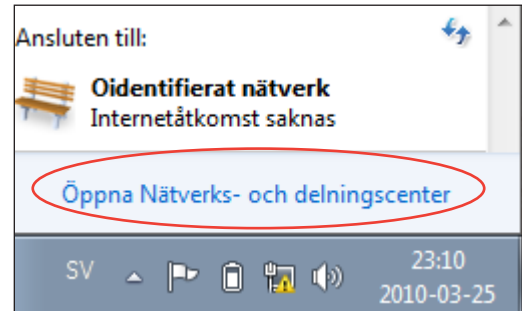 Ansluten till:
Oidentifierat nätverk
Internetåtkomst saknas
Öppna Nätverks- och delningscenter
SV
23:10
2010-03-25